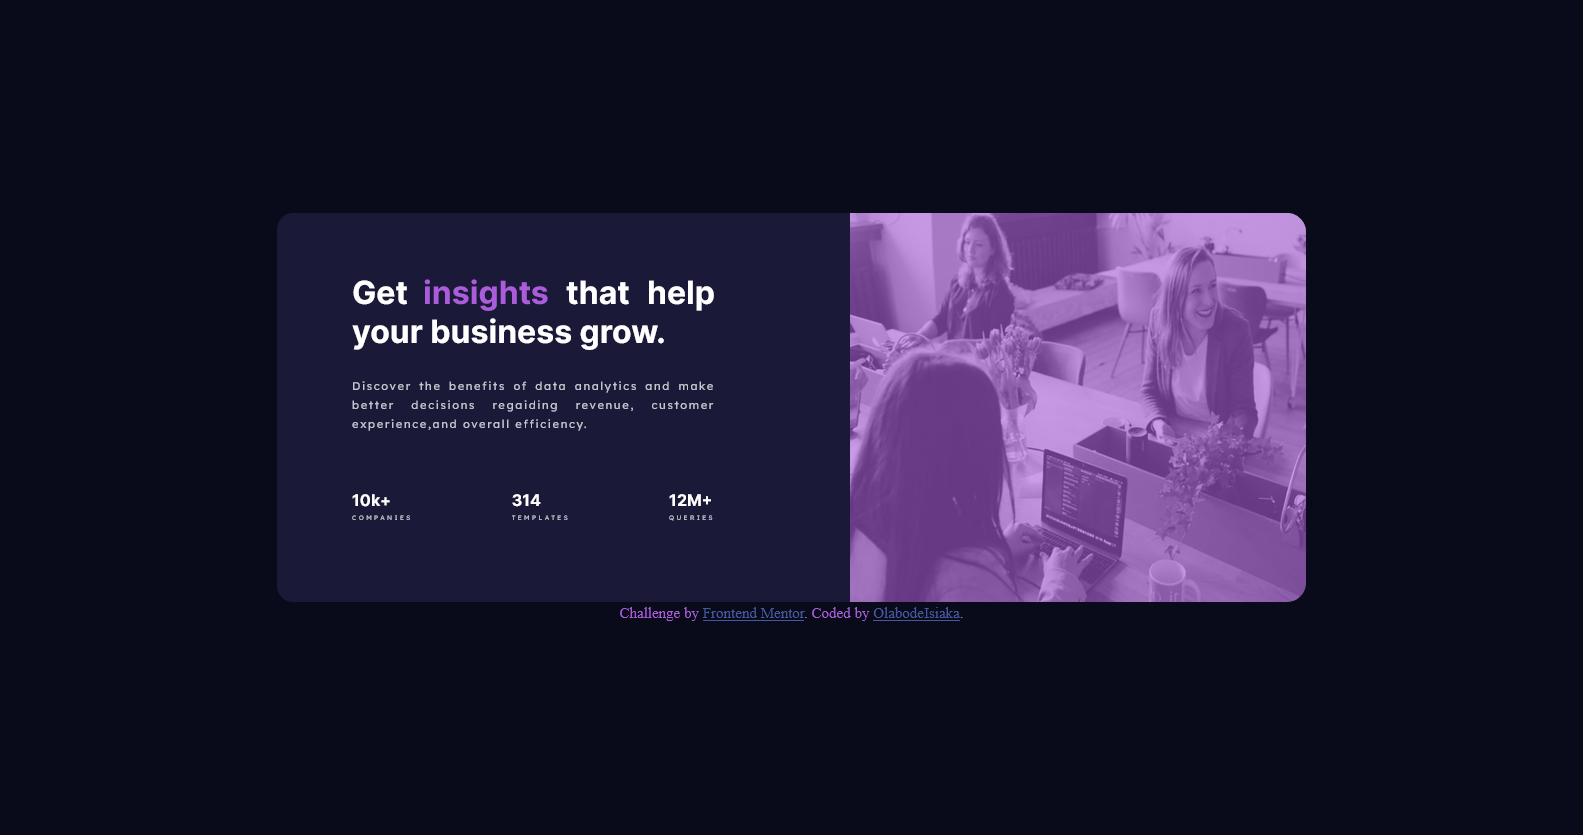 Get insights that help
your business grow.
Discover the benefits of data analytics and make
better decisions regaiding revenue, customer
experience,and overall efficiency.
10k+ 314 12M+
COMPANIES TEMPLATES QUERIES
Challenge by Frontend Mentor. Coded by OlabodeIsiaka.